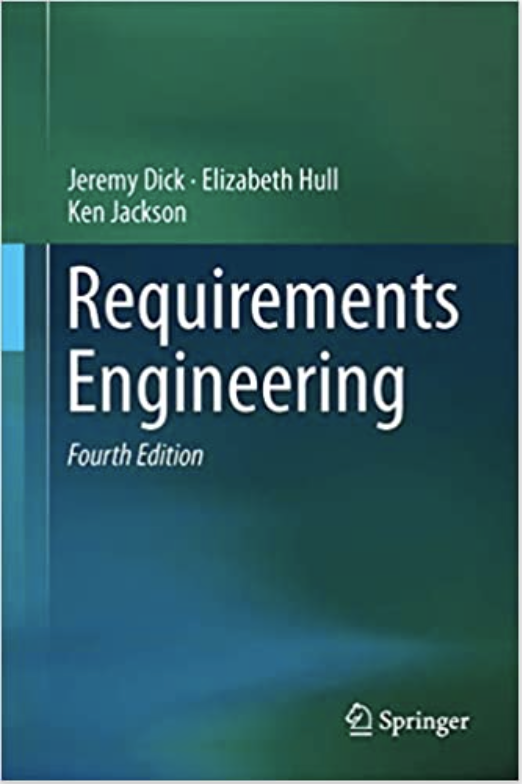 Jeremy Dick · Elizabeth Hull
Ken Jackson
Requirements
Engineering
Fourth Edition
Springer